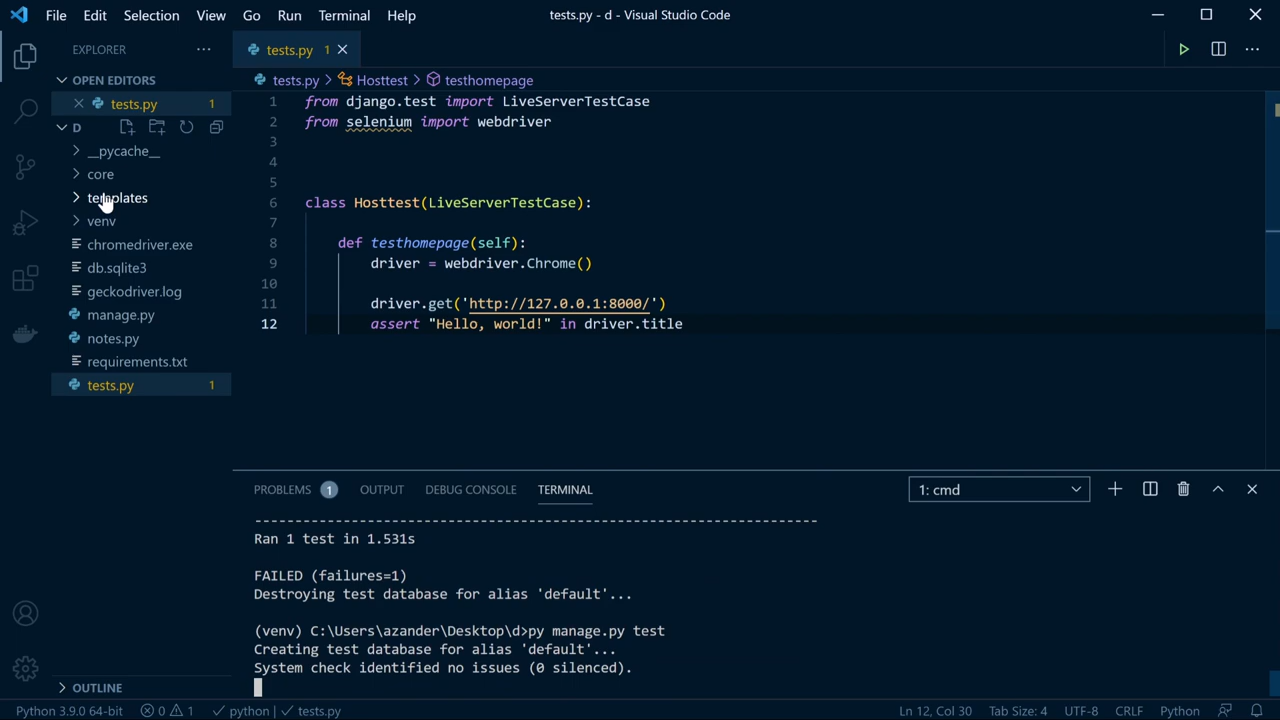 File Edit Selection View Go Run Terminal Help
tests.py - d - Visual Studio Code
EXPLORER
OPEN EDITORS
tests.py 1
D
__pycache__
core
templates
venv
chromedriver.exe
db.sqlite3
geckodriver.log
manage.py
notes.py
requirements.txt
tests.py 1
OUTLINE
tests.py 1
tests.py > Hosttest > testhomepage
1 from django.test import LiveServerTestCase
2 from selenium import webdriver
3
4
5
6 class Hosttest(LiveServerTestCase):
7
8 def testhomepage(self):
9 driver = webdriver.Chrome()
10
11 driver.get('http://127.0.0.1:8000/')
12 assert "Hello, world!" in driver.title
PROBLEMS 1 OUTPUT DEBUG CONSOLE TERMINAL
1: cmd
----------------------------------------------------------------------
Ran 1 test in 1.531s
FAILED (failures=1)
Destroying test database for alias 'default'...
(venv) C:\Users\azander\Desktop\d>py manage.py test
Creating test database for alias 'default'...
System check identified no issues (0 silenced).
Python 3.9.0 64-bit 0 1 python | tests.py
Ln 12, Col 30 Tab Size: 4 UTF-8 CRLF Python